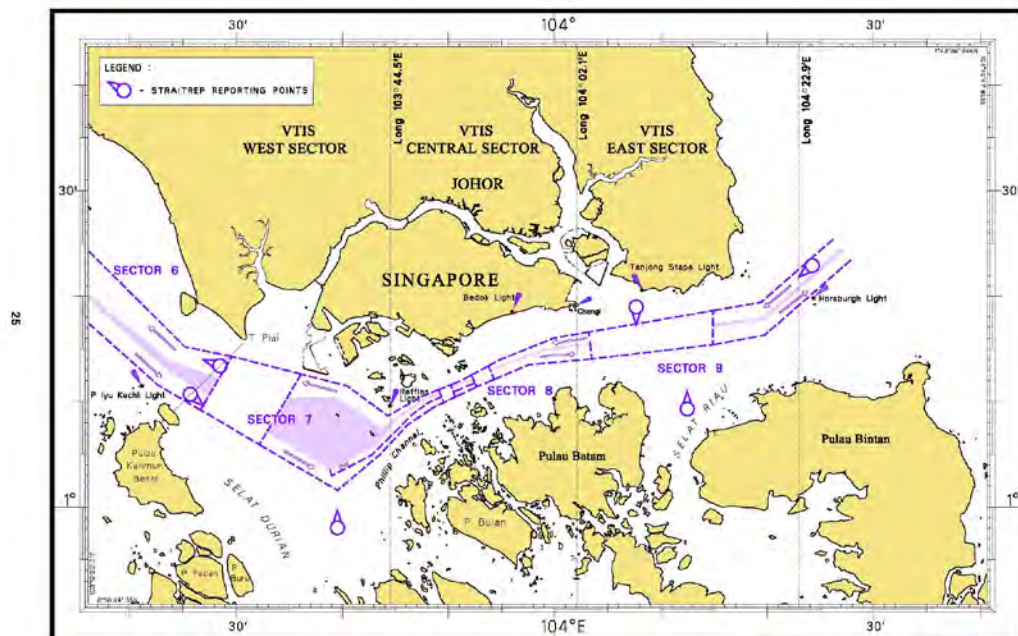 30'
104°
30'
LEGEND :
- STRAITREP REPORTING POINTS
Long 103° 44.5'E
Long 104° 02.1'E
Long 104° 22.9'E
VTIS
WEST SECTOR
VTIS
CENTRAL SECTOR
VTIS
EAST SECTOR
JOHOR
30'
30'
SECTOR 6
SINGAPORE
Tanjong Stapa Light
Bedok Light
Changi
Horsburgh Light
25
T. Piai
P Iyu Kechil Light
Raffles
Light
SECTOR 7
SECTOR 8
SECTOR 9
SELAT RIAU
Phillip Channel
Pulau
Karimun
Besar
Pulau Batam
Pulau Bintan
SELAT DURIAN
P. Bulan
1°
1°
30'
104°E
30'